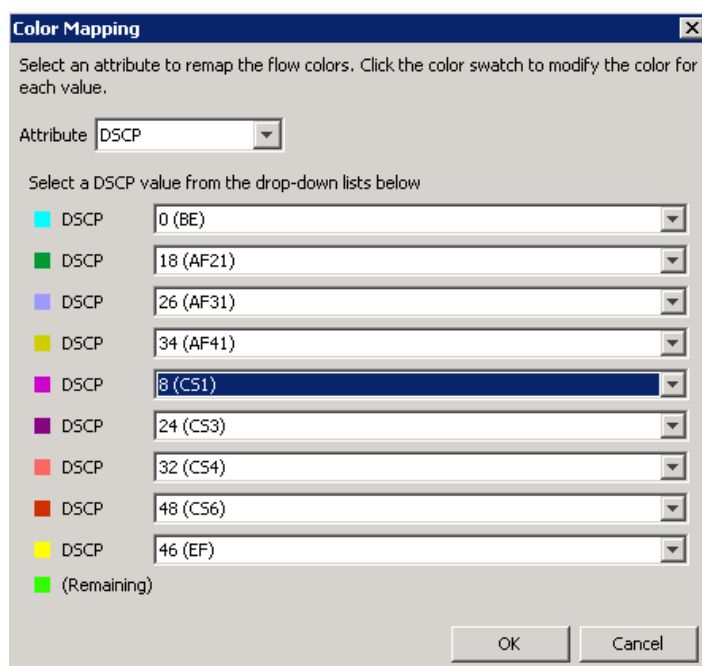 Color Mapping
Select an attribute to remap the flow colors. Click the color swatch to modify the color for
each value.
Attribute DSCP
Select a DSCP value from the drop-down lists below
DSCP 0 (BE)
DSCP 18 (AF21)
DSCP 26 (AF31)
DSCP 34 (AF41)
DSCP 8 (CS1)
DSCP 24 (CS3)
DSCP 32 (CS4)
DSCP 48 (CS6)
DSCP 46 (EF)
(Remaining)
OK Cancel